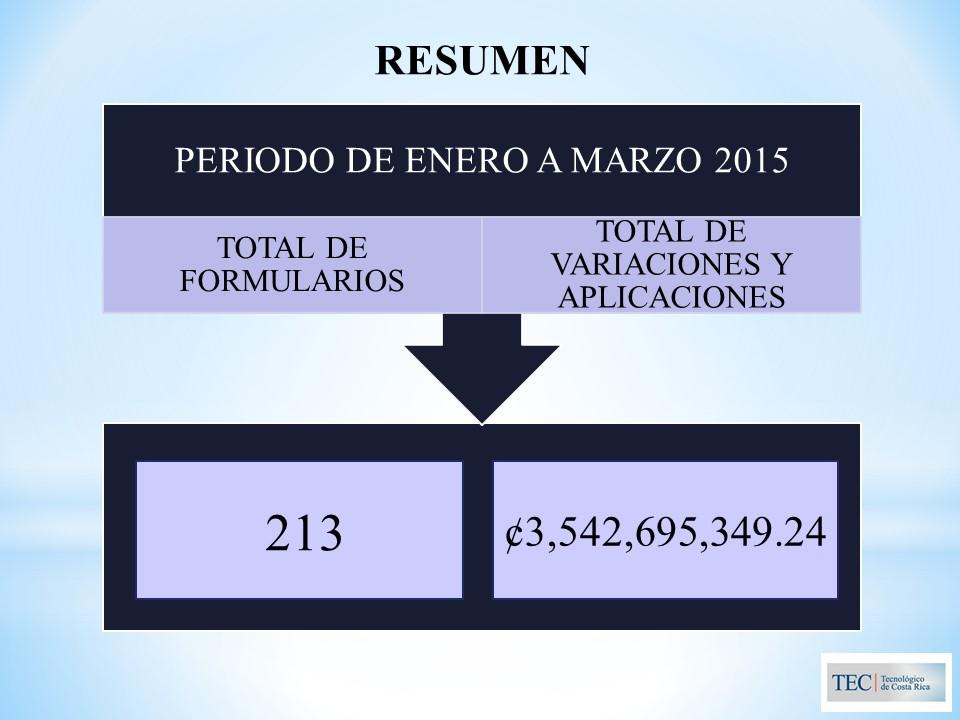 RESUMEN
PERIODO DE ENERO A MARZO 2015
TOTAL DE
FORMULARIOS
TOTAL DE
VARIACIONES Y
APLICACIONES
213
¢3,542,695,349.24
TEC | Tecnológico
de Costa Rica